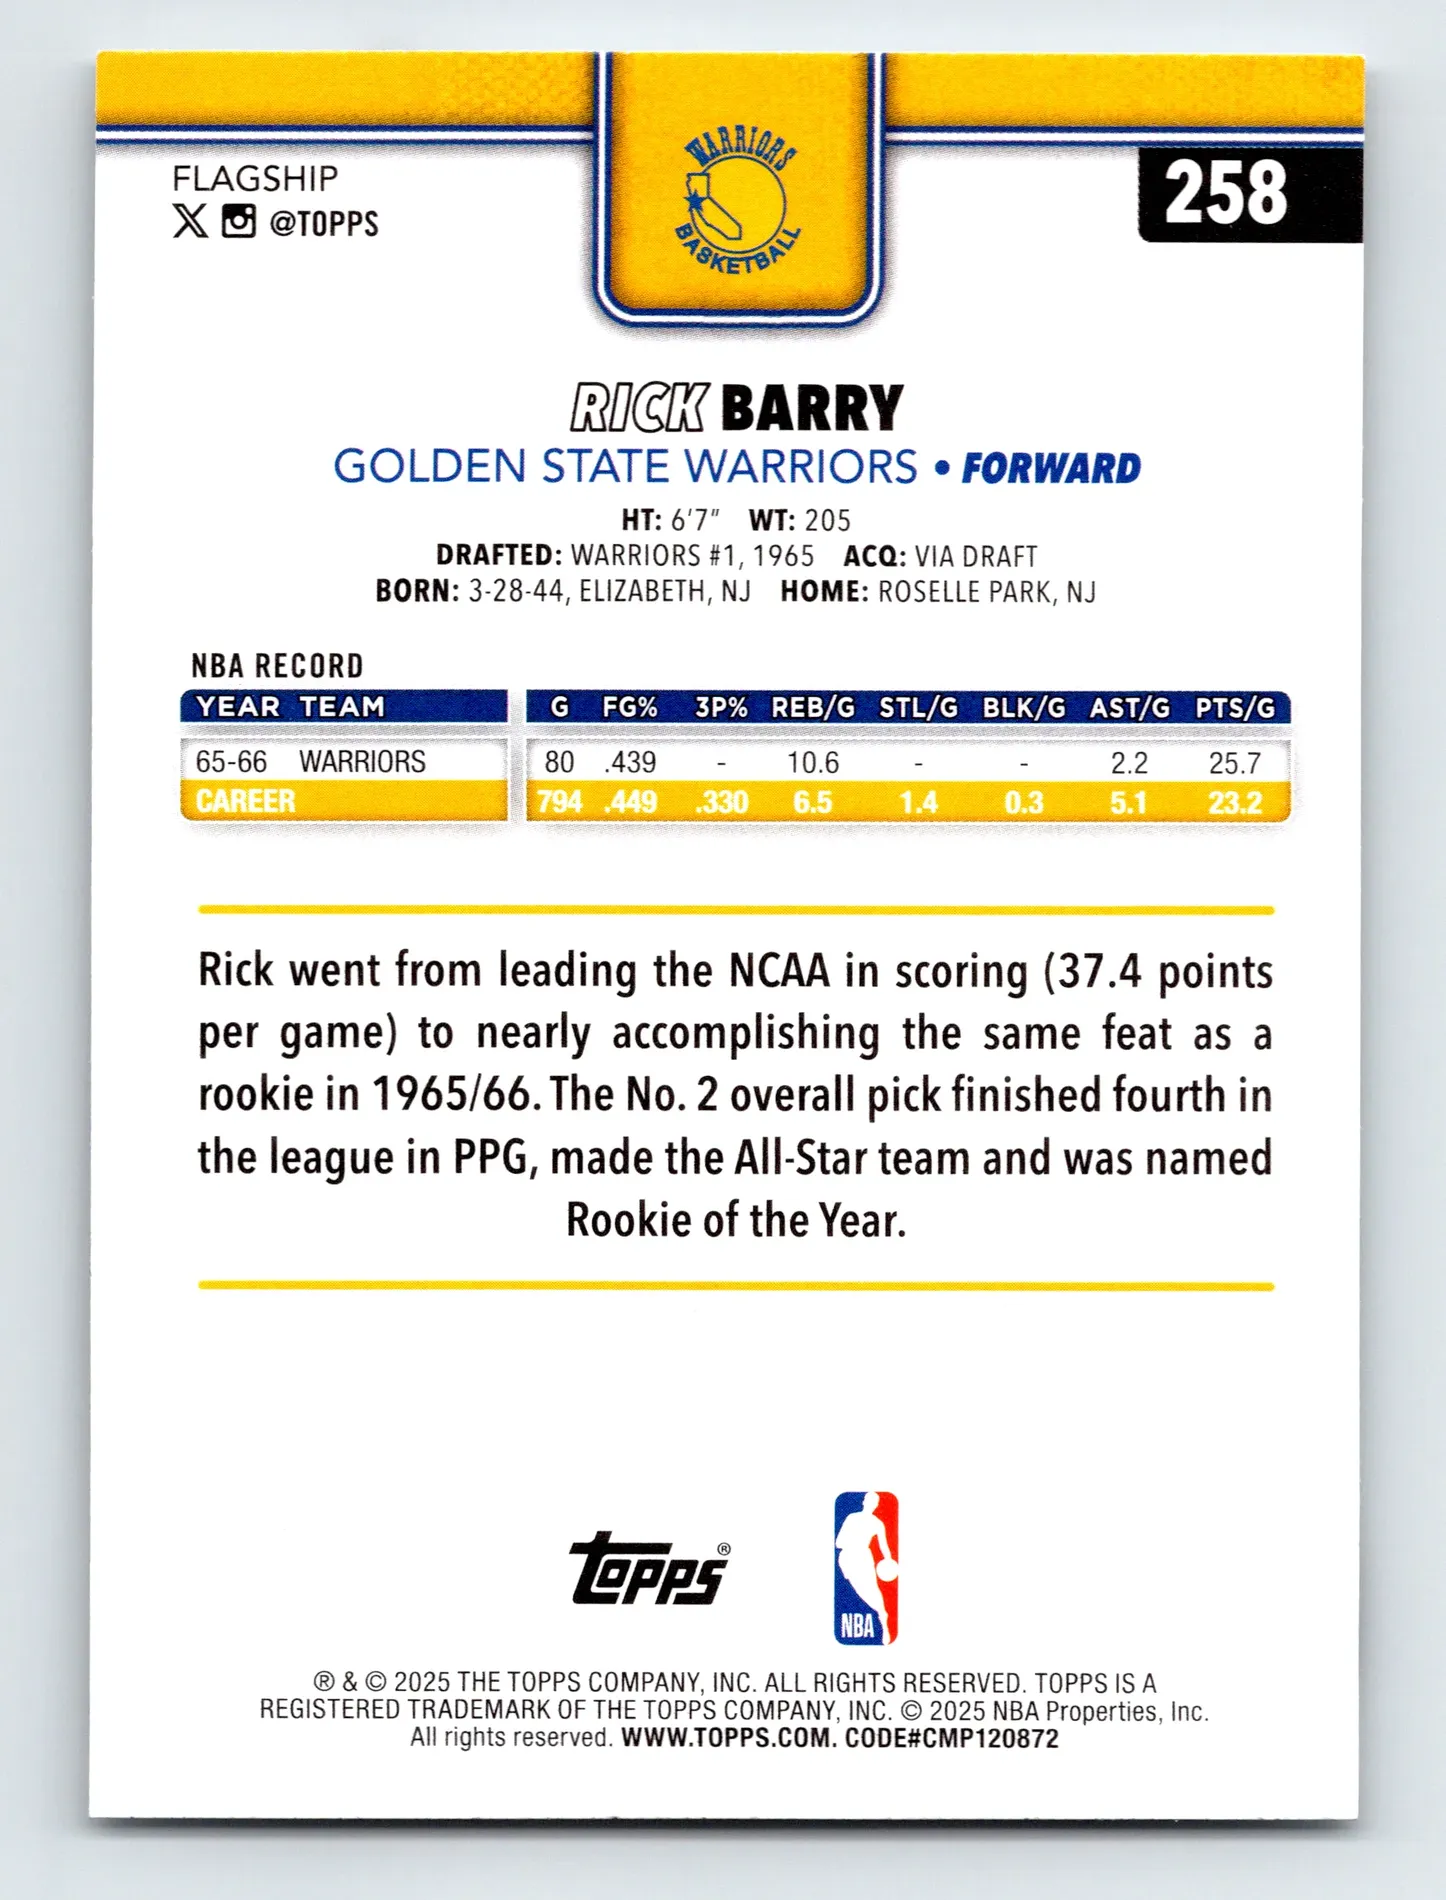 WARRIORS
BASKETBALL
FLAGSHIP
@TOPPS
258
RICK BARRY
GOLDEN STATE WARRIORS • FORWARD
HT: 6'7" WT: 205
DRAFTED: WARRIORS #1, 1965 ACQ: VIA DRAFT
BORN: 3-28-44, ELIZABETH, NJ HOME: ROSELLE PARK, NJ
NBA RECORD
YEAR TEAM G FG% 3P% REB/G STL/G BLK/G AST/G PTS/G
65-66 WARRIORS 80 .439 - 10.6 - - 2.2 25.7
CAREER 794 .449 .330 6.5 1.4 0.3 5.1 23.2
Rick went from leading the NCAA in scoring (37.4 points
per game) to nearly accomplishing the same feat as a
rookie in 1965/66. The No. 2 overall pick finished fourth in
the league in PPG, made the All-Star team and was named
Rookie of the Year.
topps®
NBA
® & © 2025 THE TOPPS COMPANY, INC. ALL RIGHTS RESERVED. TOPPS IS A
REGISTERED TRADEMARK OF THE TOPPS COMPANY, INC. © 2025 NBA Properties, Inc.
All rights reserved. WWW.TOPPS.COM. CODE#CMP120872